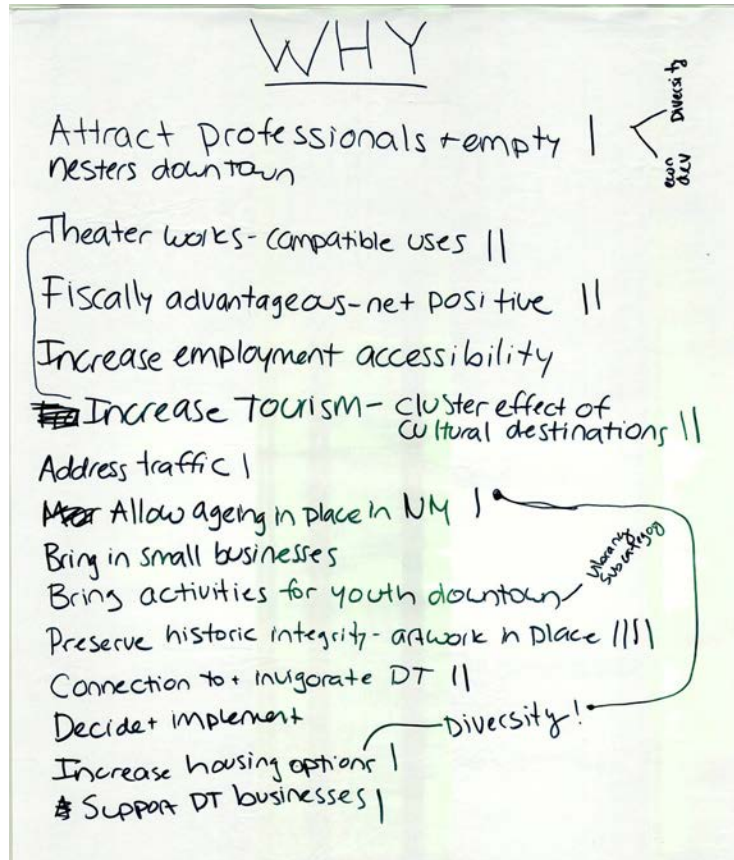 WHY
Attract professionals + empty |
nesters downtown
Diversity
econ
dev
Theater works - compatible uses ||
Fiscally advantageous - net positive ||
Increase employment accessibility
Increase Tourism - cluster effect of
cultural destinations ||
Address traffic |
Allow ageing in place in NM |
Bring in small businesses
Vibrancy
Subcategory
Bring activities for youth downtown
Preserve historic integrity - artwork in place ||||
Connection to + invigorate DT ||
Decide + implement
Diversity!
Increase housing options |
Support DT businesses |